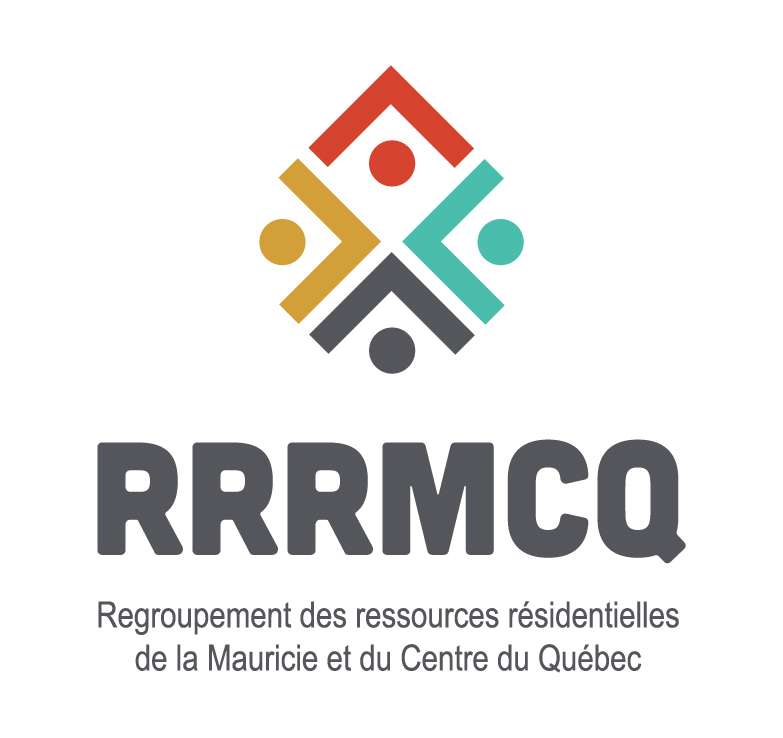 RRRMCQ
Regroupement des ressources résidentielles
de la Mauricie et du Centre du Québec